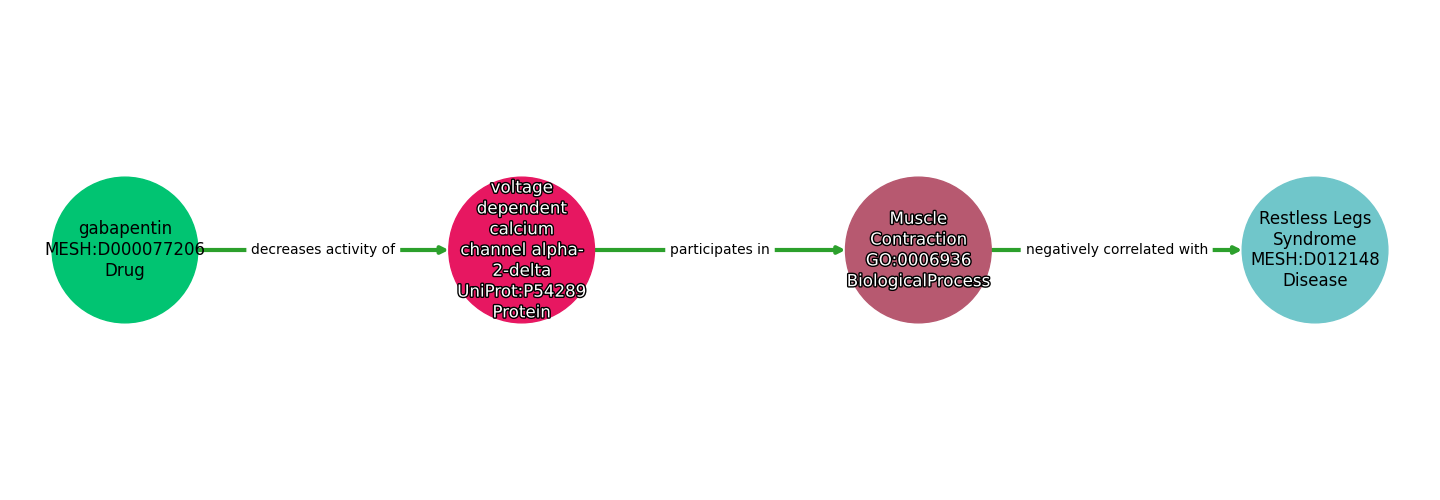 gabapentin
MESH:D000077206
Drug
decreases activity of
voltage
dependent
calcium
channel alpha-
2-delta
UniProt:P54289
Protein
participates in
Muscle
Contraction
GO:0006936
BiologicalProcess
negatively correlated with
Restless Legs
Syndrome
MESH:D012148
Disease